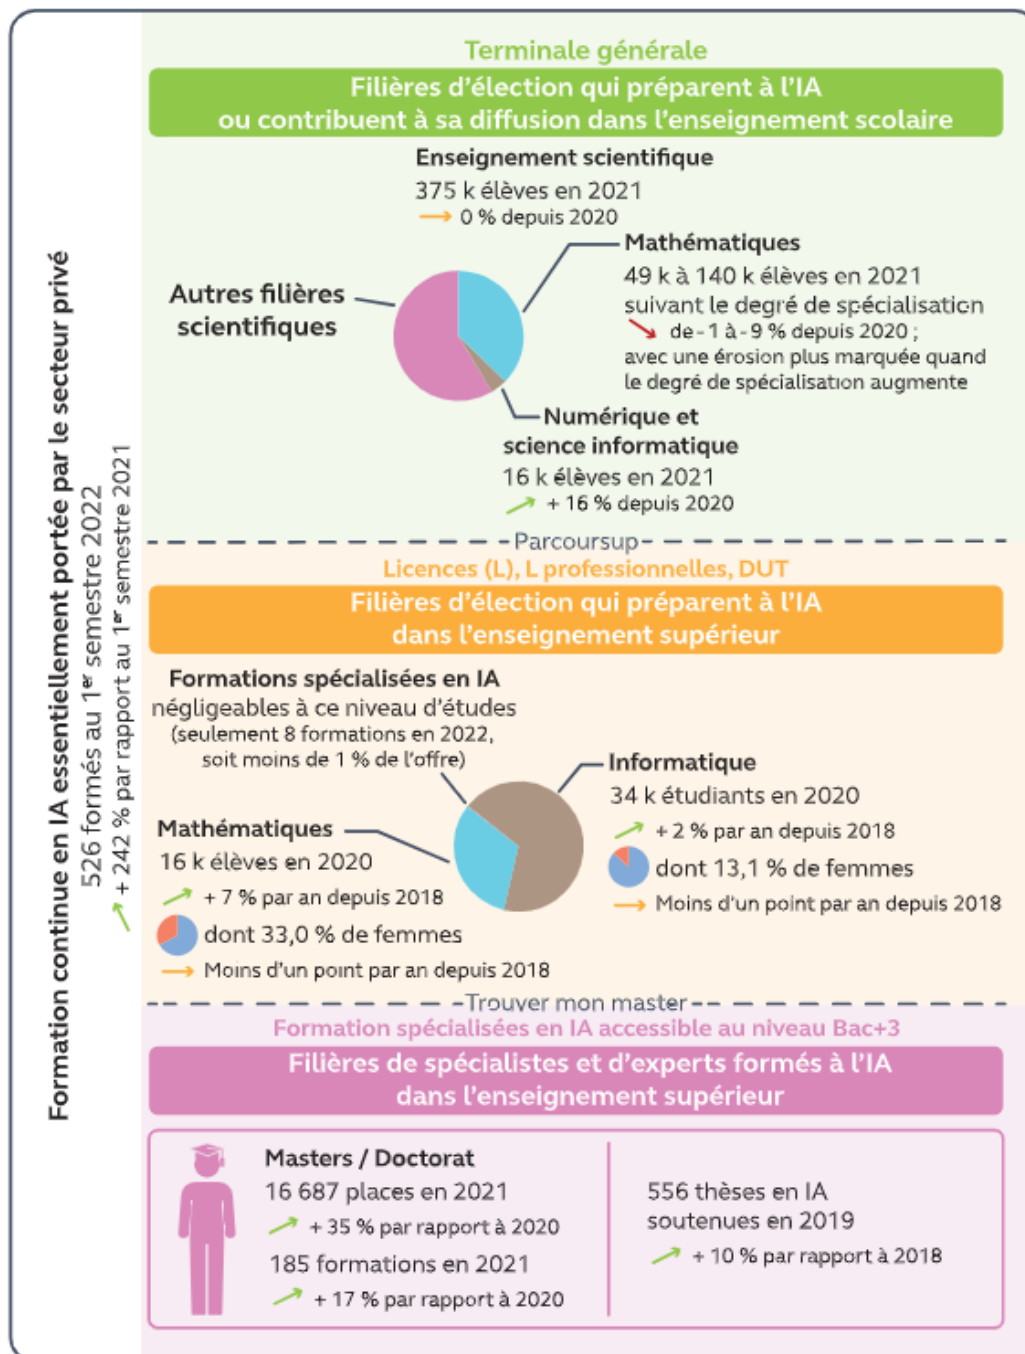 Formation continue en IA essentiellement portée par le secteur privé
526 formés au 1er semestre 2022
+ 242 % par rapport au 1er semestre 2021
Terminale générale
Filières d'élection qui préparent à l'IA
ou contribuent à sa diffusion dans l'enseignement scolaire
Enseignement scientifique
375 k élèves en 2021
0 % depuis 2020
Mathématiques
49 k à 140 k élèves en 2021
suivant le degré de spécialisation
de - 1 à - 9 % depuis 2020 ;
avec une érosion plus marquée quand
le degré de spécialisation augmente
Autres filières
scientifiques
Numérique et
science informatique
16 k élèves en 2021
+ 16 % depuis 2020
Parcoursup
Licences (L), L professionnelles, DUT
Filières d'élection qui préparent à l'IA
dans l'enseignement supérieur
Formations spécialisées en IA
négligeables à ce niveau d'études
(seulement 8 formations en 2022,
soit moins de 1 % de l'offre)
Informatique
34 k étudiants en 2020
+ 2 % par an depuis 2018
dont 13,1 % de femmes
Moins d'un point par an depuis 2018
Mathématiques
16 k élèves en 2020
+ 7 % par an depuis 2018
dont 33,0 % de femmes
Moins d'un point par an depuis 2018
Trouver mon master
Formation spécialisées en IA accessible au niveau Bac+3
Filières de spécialistes et d'experts formés à l'IA
dans l'enseignement supérieur
Masters / Doctorat
16 687 places en 2021
+ 35 % par rapport à 2020
185 formations en 2021
+ 17 % par rapport à 2020
556 thèses en IA
soutenues en 2019
+ 10 % par rapport à 2018